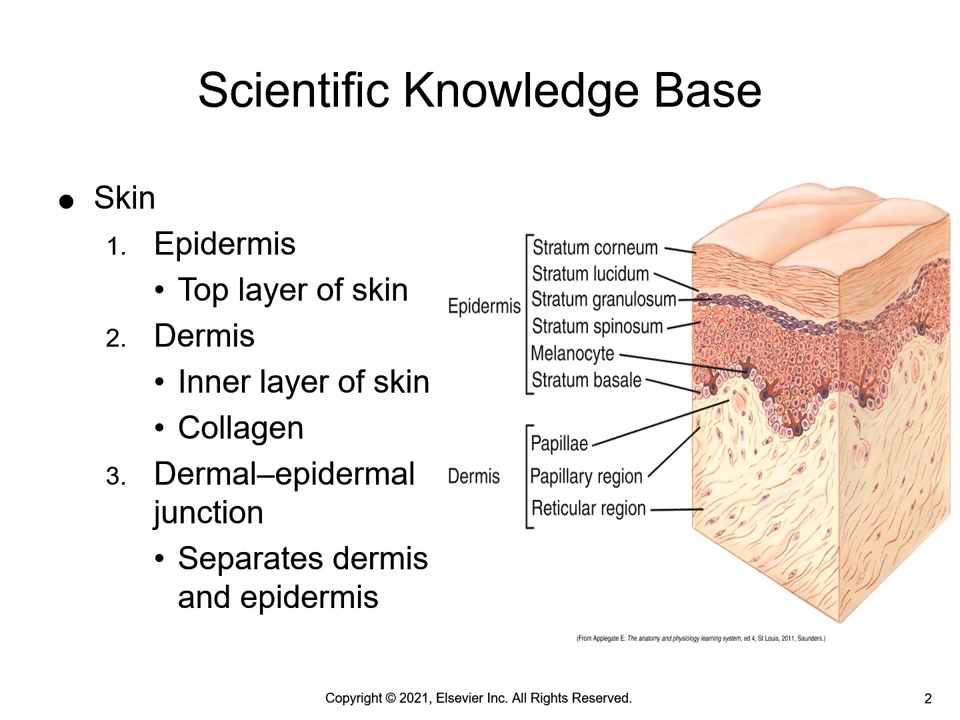 Scientific Knowledge Base
● Skin
1. Epidermis
• Top layer of skin
2. Dermis
• Inner layer of skin
• Collagen
3. Dermal–epidermal
junction
• Separates dermis
and epidermis
Epidermis
Stratum corneum
Stratum lucidum
Stratum granulosum
Stratum spinosum
Melanocyte
Stratum basale
Dermis
Papillae
Papillary region
Reticular region
(From Applegate E: The anatomy and physiology learning system, ed 4, St Louis, 2011, Saunders.)
Copyright © 2021, Elsevier Inc. All Rights Reserved.
2